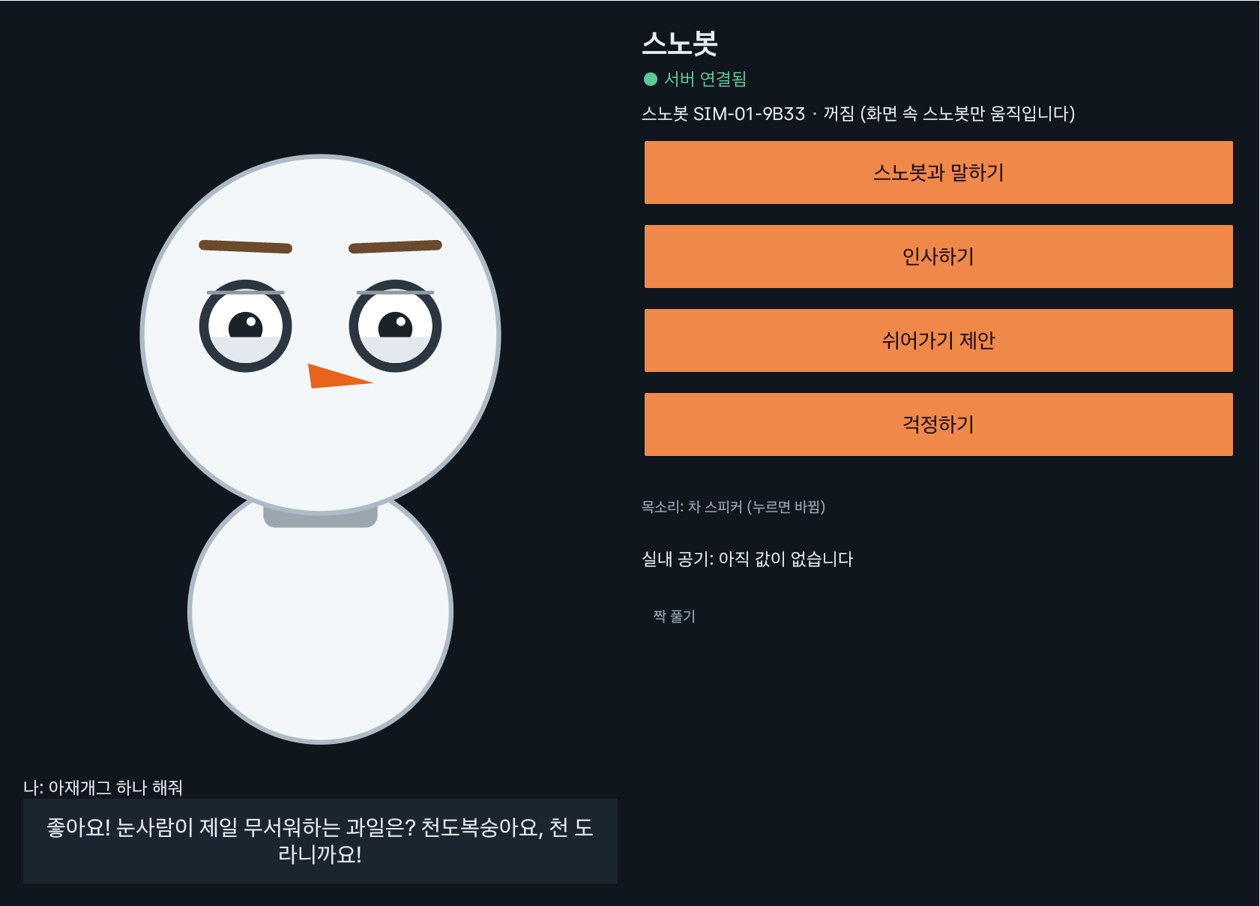 스노봇
서버 연결됨
스노봇 SIM-01-9B33 · 꺼짐 (화면 속 스노봇만 움직입니다)
스노봇과 말하기
인사하기
쉬어가기 제안
걱정하기
목소리: 차 스피커 (누르면 바뀜)
실내 공기: 아직 값이 없습니다
짝 풀기
나: 아재개그 하나 해줘
좋아요! 눈사람이 제일 무서워하는 과일은? 천도복숭아요, 천 도
라니까요!